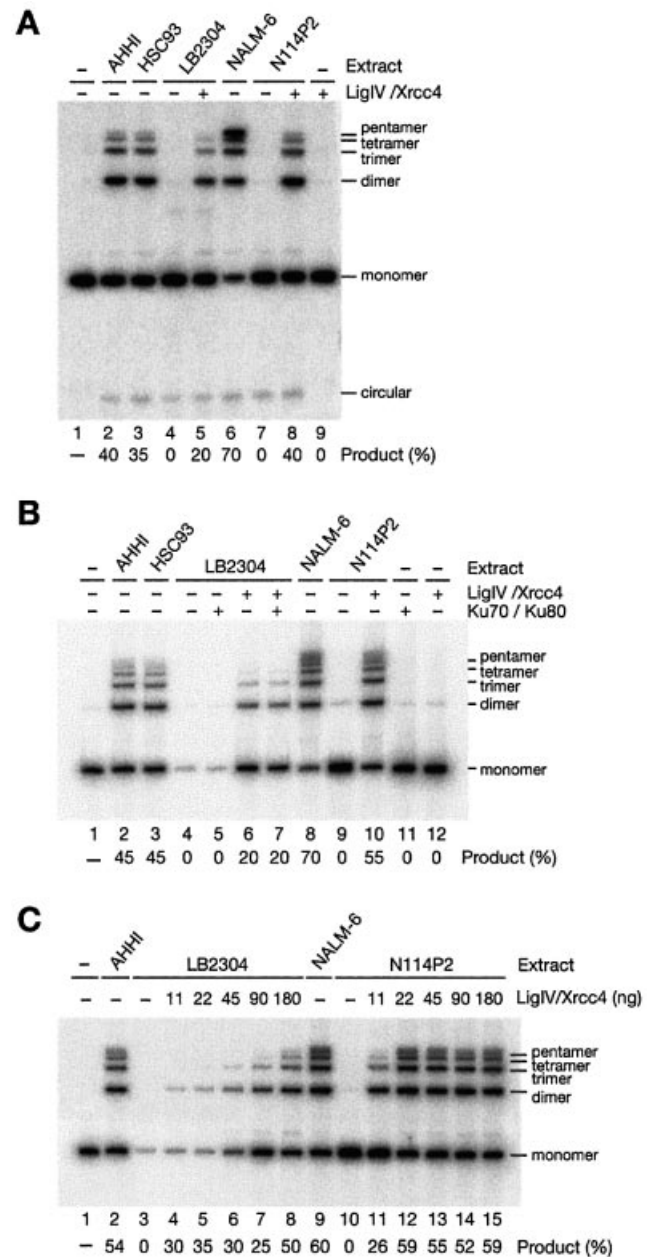 A
– AHHI HSC93 LB2304 NALM-6 N114P2 – Extract
– – – – + – – + + LigIV /Xrcc4
pentamer
tetramer
trimer
dimer
monomer
circular
1 2 3 4 5 6 7 8 9
– 40 35 0 20 70 0 40 0 Product (%)
B
– AHHI HSC93 LB2304 NALM-6 N114P2 – – Extract
– – – – – + + – – + – + LigIV /Xrcc4
– – – – + – + – – – + – Ku70 / Ku80
pentamer
tetramer
trimer
dimer
monomer
1 2 3 4 5 6 7 8 9 10 11 12
– 45 45 0 0 20 20 70 0 55 0 0 Product (%)
C
– AHHI LB2304 NALM-6 N114P2 Extract
– – – 11 22 45 90 180 – – 11 22 45 90 180 LigIV/Xrcc4 (ng)
pentamer
tetramer
trimer
dimer
monomer
1 2 3 4 5 6 7 8 9 10 11 12 13 14 15
– 54 0 30 35 30 25 50 60 0 26 59 55 52 59 Product (%)